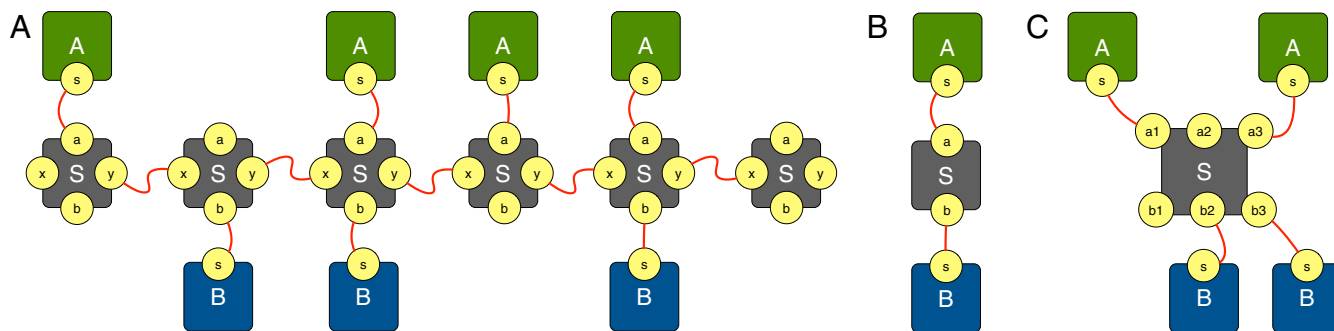 A A A A A B A C A A
s s s s s s s
a a a a a a a a1 a2 a3
x S y x S y x S y x S y x S y x S y S S
b b b b b b b b1 b2 b3
s s s s s s
B B B B B B